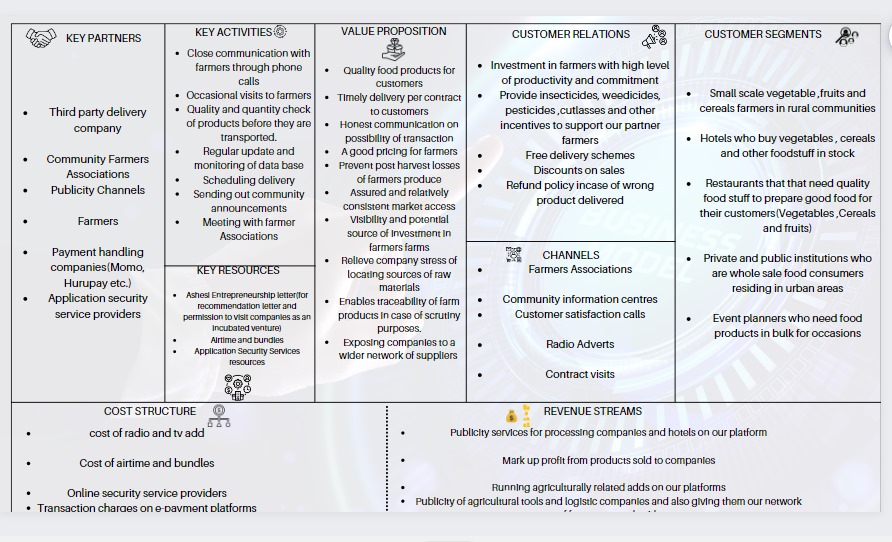 KEY PARTNERS
Third party delivery
company
Community Farmers
Associations
Publicity Channels
Farmers
Payment handling
companies(Momo,
Hurupay etc.)
Application security
service providers
KEY ACTIVITIES
Close communication with
farmers through phone
calls
Occasional visits to farmers
Quality and quantity check
of products before they are
transported.
Regular update and
monitoring of data base
Scheduling delivery
Sending out community
announcements
Meeting with farmer
Associations
KEY RESOURCES
Ashesi Entrepreneurship letter(for
recommendation letter and
permission to visit companies as an
incubated venture)
Airtime and bundles
Application Security Services
resources
VALUE PROPOSITION
Quality food products for
customers
Timely delivery per contract
to customers
Honest communication on
possibility of transaction
A good pricing for farmers
Prevent post harvest losses
of farmers produce
Assured and relatively
consistent market access
Visibility and potential
source of investment in
farmers farms
Relieve company stress of
locating sources of raw
materials
Enables traceability of farm
products in case of scrutiny
purposes.
Exposing companies to a
wider network of suppliers
CUSTOMER RELATIONS
Investment in farmers with high level
of productivity and commitment
Provide insecticides, weedicides,
pesticides ,cutlasses and other
incentives to support our partner
farmers
Free delivery schemes
Discounts on sales
Refund policy incase of wrong
product delivered
CHANNELS
Farmers Associations
Community information centres
Customer satisfaction calls
Radio Adverts
Contract visits
CUSTOMER SEGMENTS
Small scale vegetable ,fruits and
cereals farmers in rural communities
Hotels who buy vegetables , cereals
and other foodstuff in stock
Restaurants that that need quality
food stuff to prepare good food for
their customers(Vegetables ,Cereals
and fruits)
Private and public institutions who
are whole sale food consumers
residing in urban areas
Event planners who need food
products in bulk for occasions
BUSINESS
MODEL
COST STRUCTURE
cost of radio and tv add
Cost of airtime and bundles
Online security service providers
Transaction charges on e-payment platforms
REVENUE STREAMS
Publicity services for processing companies and hotels on our platform
Mark up profit from products sold to companies
Running agriculturally related adds on our platforms
Publicity of agricultural tools and logistic companies and also giving them our network